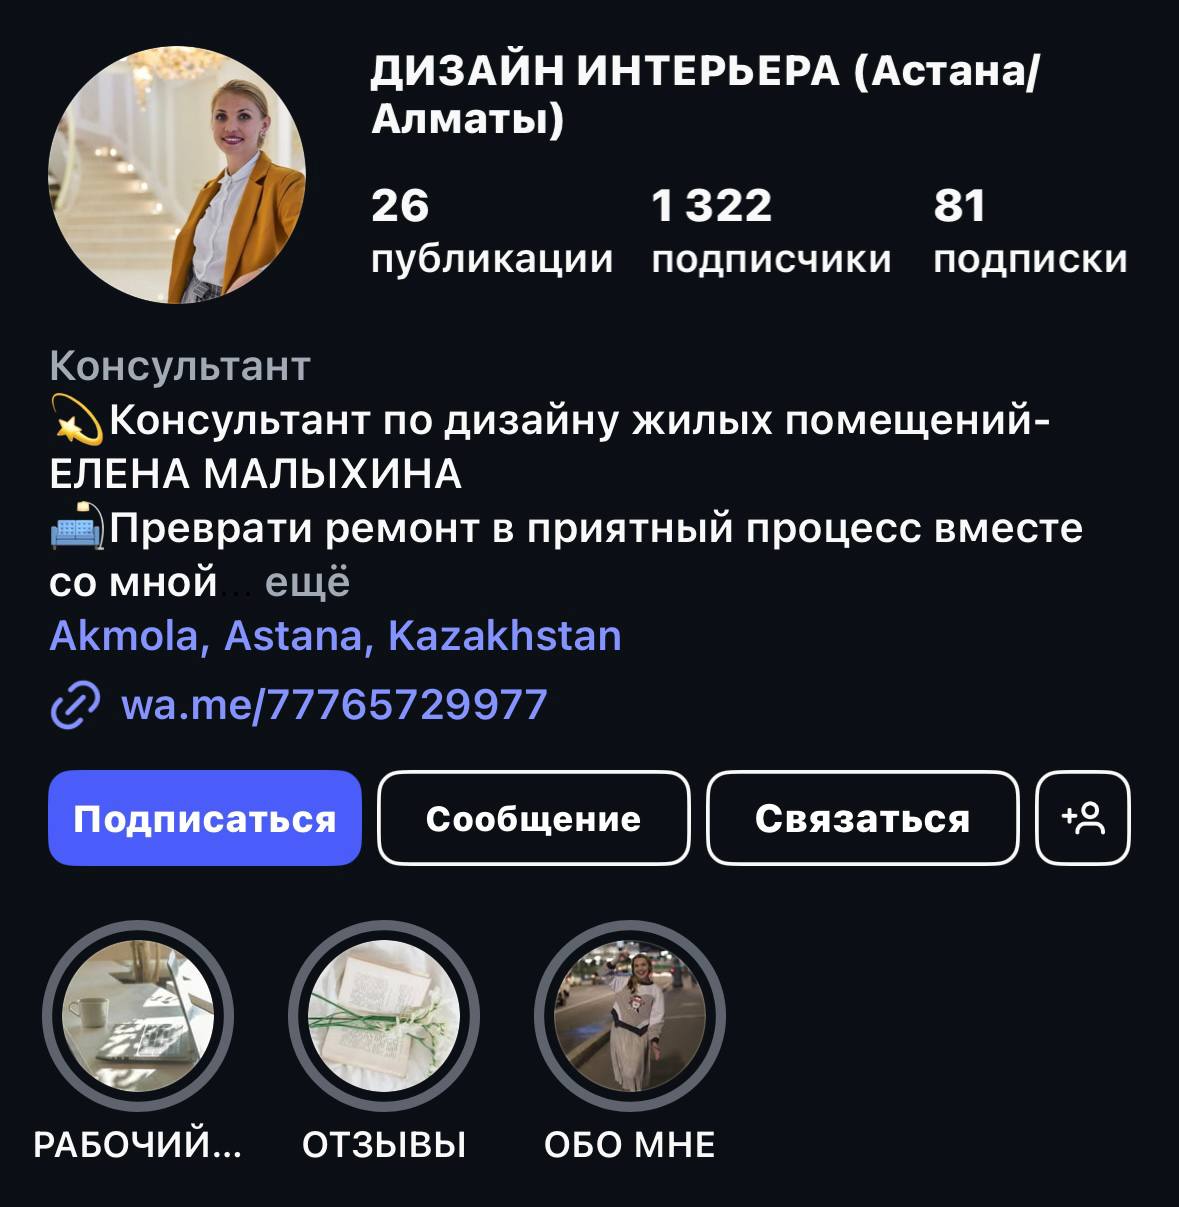 ДИЗАЙН ИНТЕРЬЕРА (Астана/
Алматы)
26 1 322 81
публикации подписчики подписки
Консультант
💫Консультант по дизайну жилых помещений-
ЕЛЕНА МАЛЫХИНА
🛋️Преврати ремонт в приятный процесс вместе
со мной... ещё
Akmola, Astana, Kazakhstan
wa.me/77765729977
Подписаться Сообщение Связаться
РАБОЧИЙ... ОТЗЫВЫ ОБО МНЕ